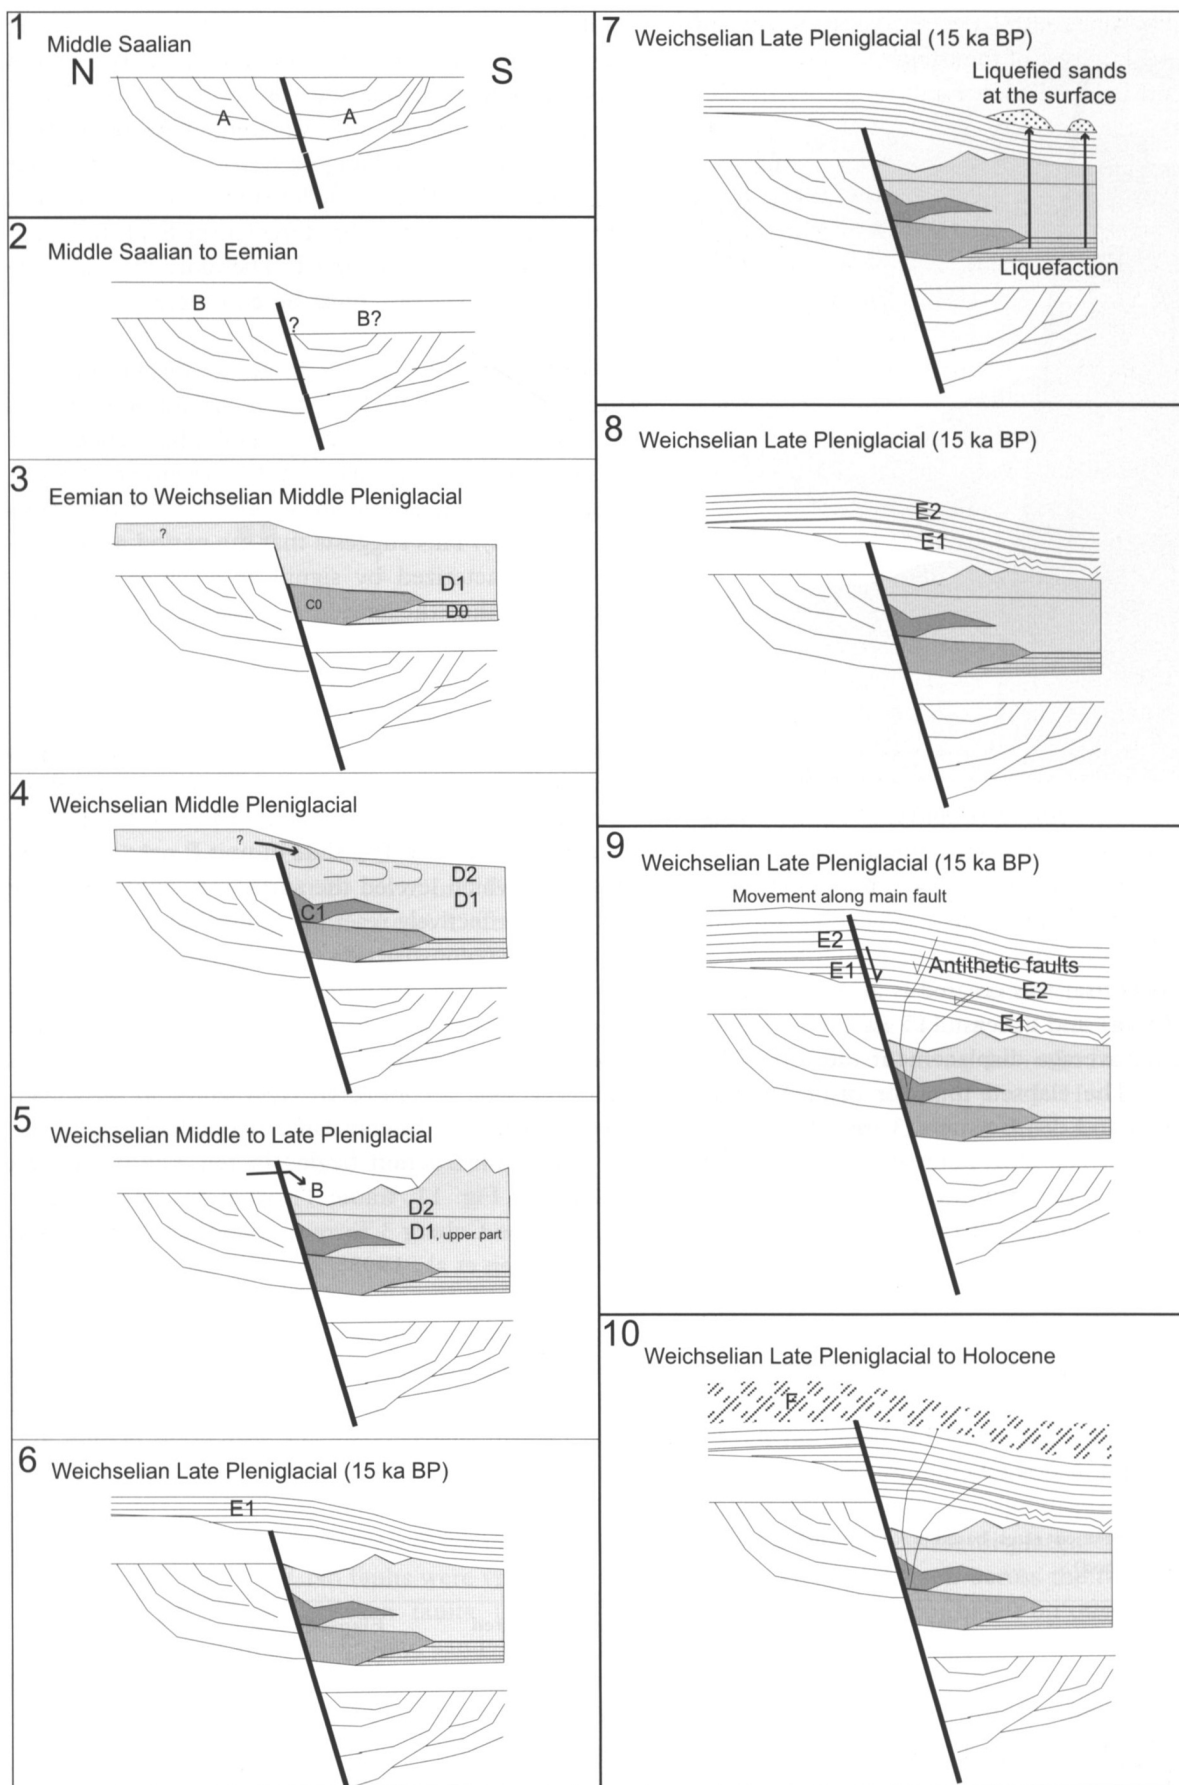 1
Middle Saalian
N
S
A
A
2
Middle Saalian to Eemian
B
?
B?
3
Eemian to Weichselian Middle Pleniglacial
?
D1
C0
D0
4
Weichselian Middle Pleniglacial
?
D2
D1
C1
5
Weichselian Middle to Late Pleniglacial
B
D2
D1, upper part
6
Weichselian Late Pleniglacial (15 ka BP)
E1
7
Weichselian Late Pleniglacial (15 ka BP)
Liquefied sands
at the surface
Liquefaction
8
Weichselian Late Pleniglacial (15 ka BP)
E2
E1
9
Weichselian Late Pleniglacial (15 ka BP)
Movement along main fault
E2
E1
Antithetic faults
E2
E1
10
Weichselian Late Pleniglacial to Holocene
F